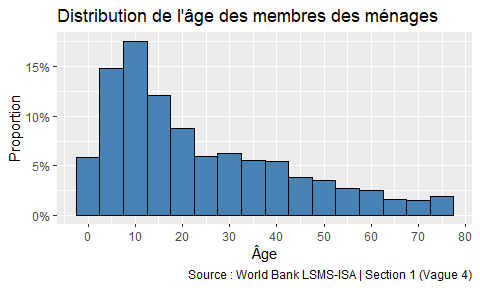 Distribution de l'âge des membres des ménages
Proportion
15%
10%
5%
0%
0 10 20 30 40 50 60 70 80
Âge
Source : World Bank LSMS-ISA | Section 1 (Vague 4)